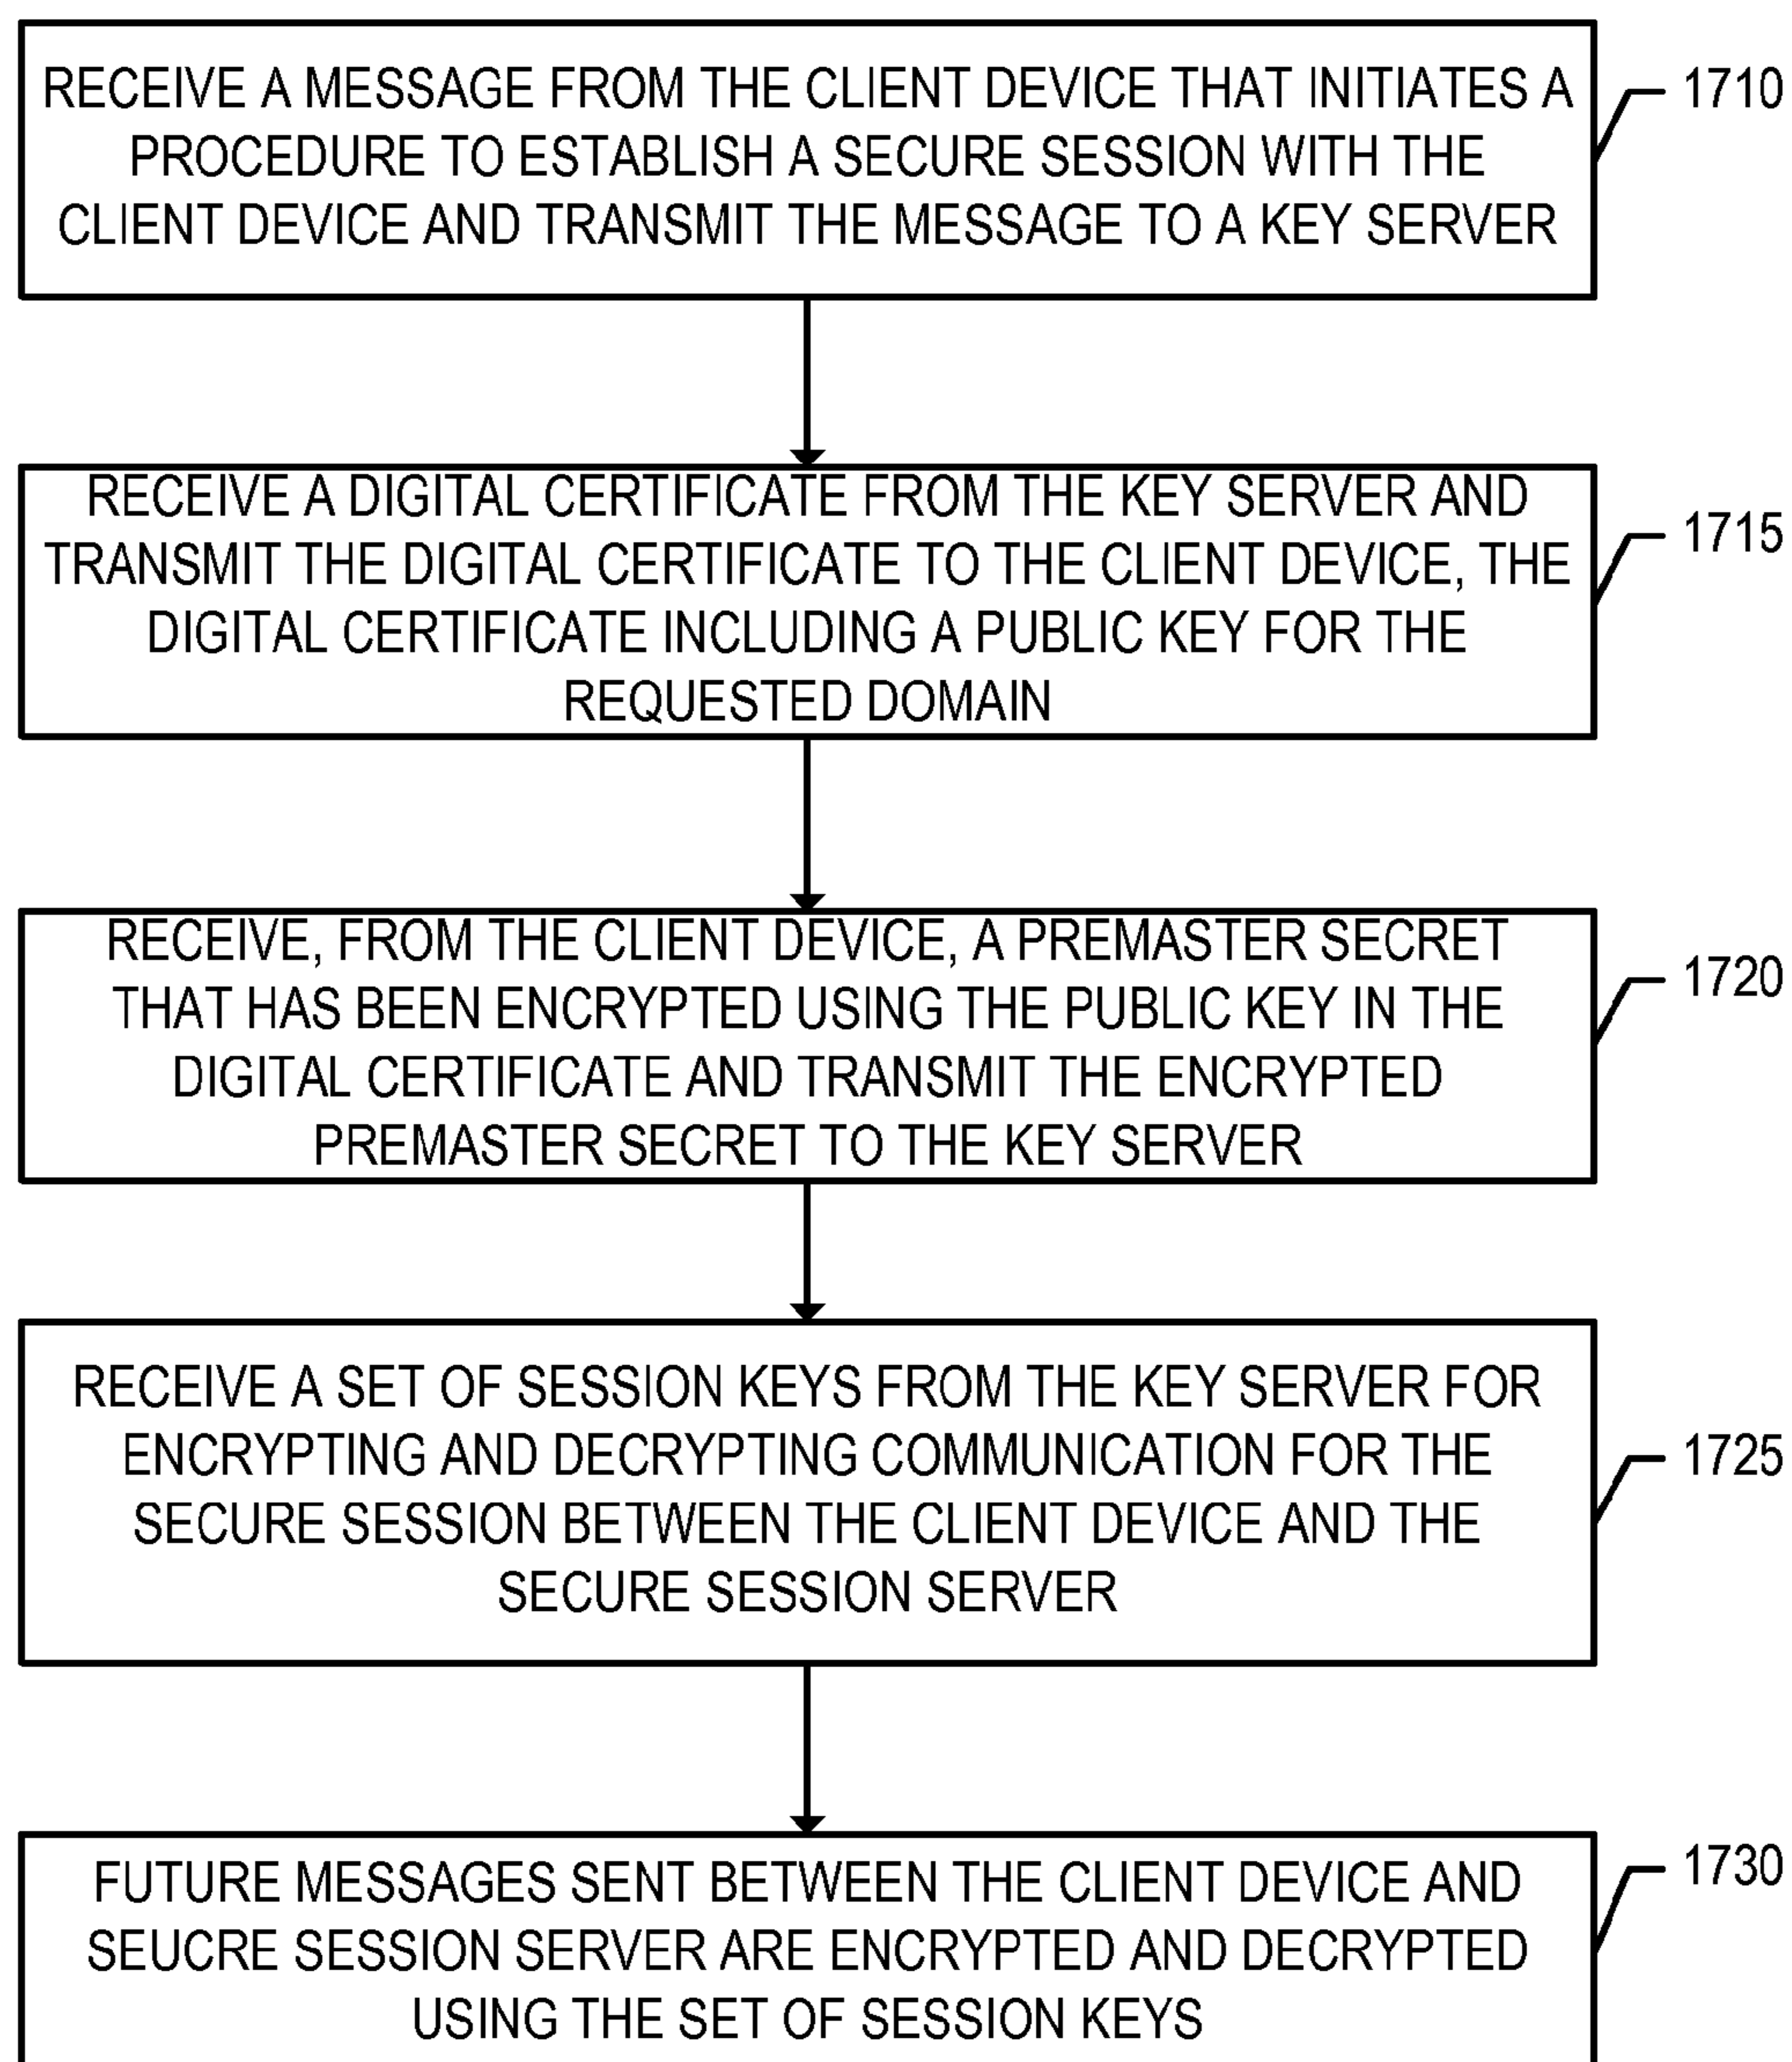 RECEIVE A MESSAGE FROM THE CLIENT DEVICE THAT INITIATES A
PROCEDURE TO ESTABLISH A SECURE SESSION WITH THE
CLIENT DEVICE AND TRANSMIT THE MESSAGE TO A KEY SERVER
1710
RECEIVE A DIGITAL CERTIFICATE FROM THE KEY SERVER AND
TRANSMIT THE DIGITAL CERTIFICATE TO THE CLIENT DEVICE, THE
DIGITAL CERTIFICATE INCLUDING A PUBLIC KEY FOR THE
REQUESTED DOMAIN
1715
RECEIVE, FROM THE CLIENT DEVICE, A PREMASTER SECRET
THAT HAS BEEN ENCRYPTED USING THE PUBLIC KEY IN THE
DIGITAL CERTIFICATE AND TRANSMIT THE ENCRYPTED
PREMASTER SECRET TO THE KEY SERVER
1720
RECEIVE A SET OF SESSION KEYS FROM THE KEY SERVER FOR
ENCRYPTING AND DECRYPTING COMMUNICATION FOR THE
SECURE SESSION BETWEEN THE CLIENT DEVICE AND THE
SECURE SESSION SERVER
1725
FUTURE MESSAGES SENT BETWEEN THE CLIENT DEVICE AND
SEUCRE SESSION SERVER ARE ENCRYPTED AND DECRYPTED
USING THE SET OF SESSION KEYS
1730